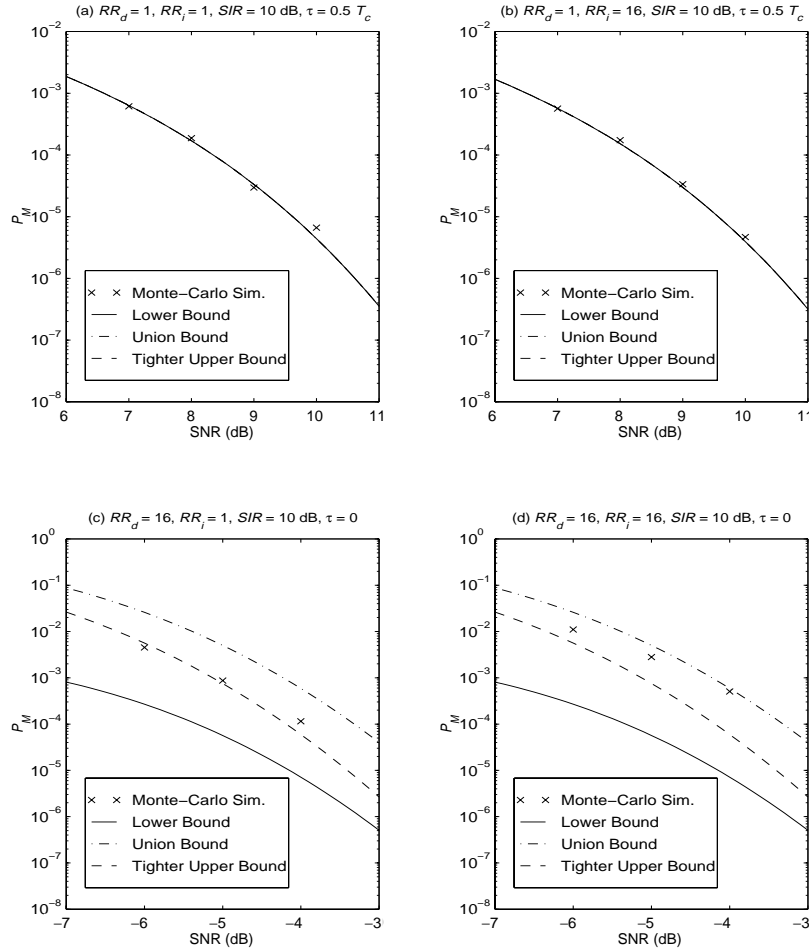 (a) RR_d = 1, RR_i = 1, SIR = 10 dB, τ = 0.5 T_c
10^−2
10^−3
10^−4
10^−5
10^−6
10^−7
10^−8
P_M
× × Monte−Carlo Sim.
Lower Bound
Union Bound
Tighter Upper Bound
6 7 8 9 10 11
SNR (dB)
(b) RR_d = 1, RR_i = 16, SIR = 10 dB, τ = 0.5 T_c
10^−2
10^−3
10^−4
10^−5
10^−6
10^−7
10^−8
P_M
× × Monte−Carlo Sim.
Lower Bound
Union Bound
Tighter Upper Bound
6 7 8 9 10 11
SNR (dB)
(c) RR_d = 16, RR_i = 1, SIR = 10 dB, τ = 0
10^0
10^−1
10^−2
10^−3
10^−4
10^−5
10^−6
10^−7
10^−8
P_M
× × Monte−Carlo Sim.
Lower Bound
Union Bound
Tighter Upper Bound
−7 −6 −5 −4 −3
SNR (dB)
(d) RR_d = 16, RR_i = 16, SIR = 10 dB, τ = 0
10^0
10^−1
10^−2
10^−3
10^−4
10^−5
10^−6
10^−7
10^−8
P_M
× × Monte−Carlo Sim.
Lower Bound
Union Bound
Tighter Upper Bound
−7 −6 −5 −4 −3
SNR (dB)